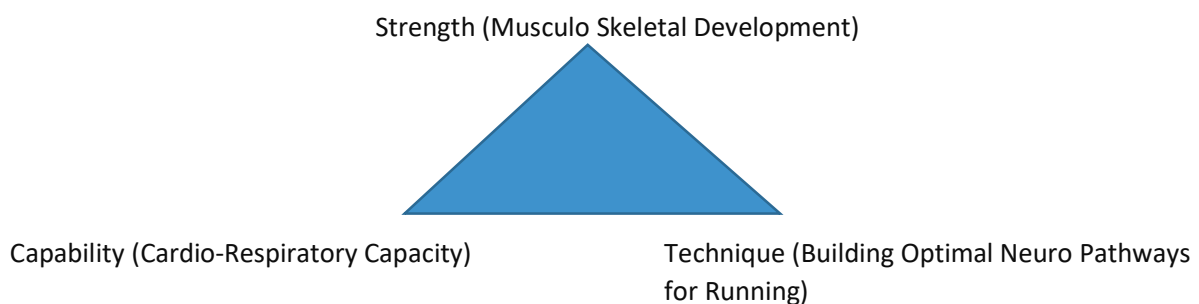 Strength (Musculo Skeletal Development)
Capability (Cardio-Respiratory Capacity)
Technique (Building Optimal Neuro Pathways
for Running)